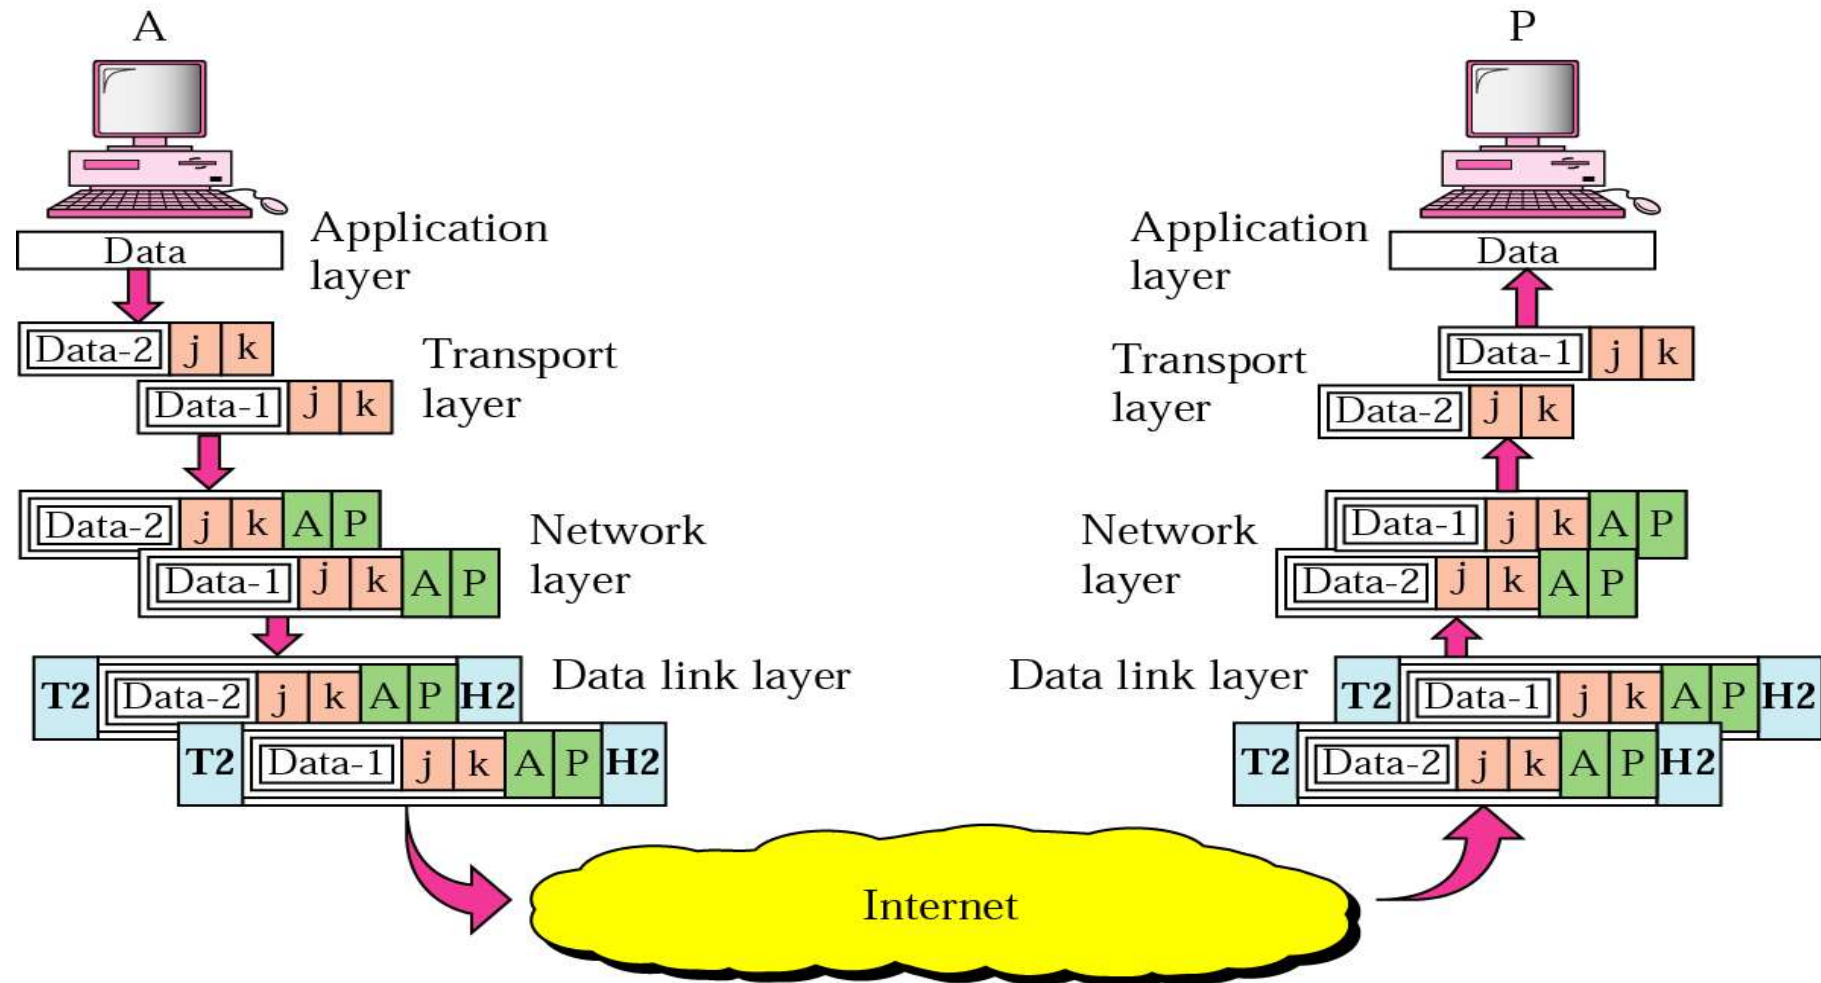 A
P
Data
Application
layer
Application
layer
Data
Data-2 j k
Data-1 j k
Transport
layer
Transport
layer
Data-1 j k
Data-2 j k
Data-2 j k A P
Data-1 j k A P
Network
layer
Network
layer
Data-1 j k A P
Data-2 j k A P
T2 Data-2 j k A P H2
T2 Data-1 j k A P H2
Data link layer
Data link layer
T2 Data-1 j k A P H2
T2 Data-2 j k A P H2
Internet